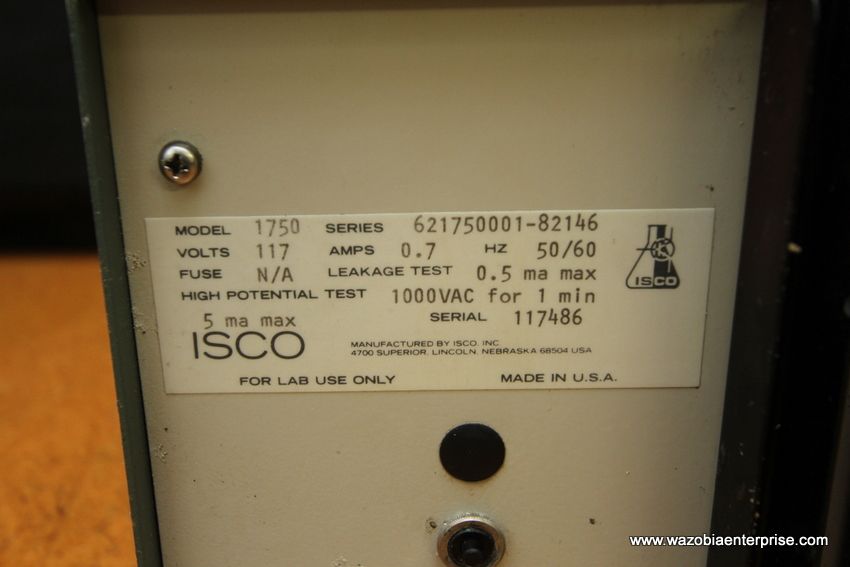 MODEL 1750 SERIES 621750001-82146
VOLTS 117 AMPS 0.7 HZ 50/60
FUSE N/A LEAKAGE TEST 0.5 ma max
HIGH POTENTIAL TEST 1000VAC for 1 min
5 ma max SERIAL 117486
ISCO
ISCO MANUFACTURED BY ISCO, INC
4700 SUPERIOR, LINCOLN, NEBRASKA 68504 USA
FOR LAB USE ONLY MADE IN U.S.A.
www.wazobiaenterprise.com